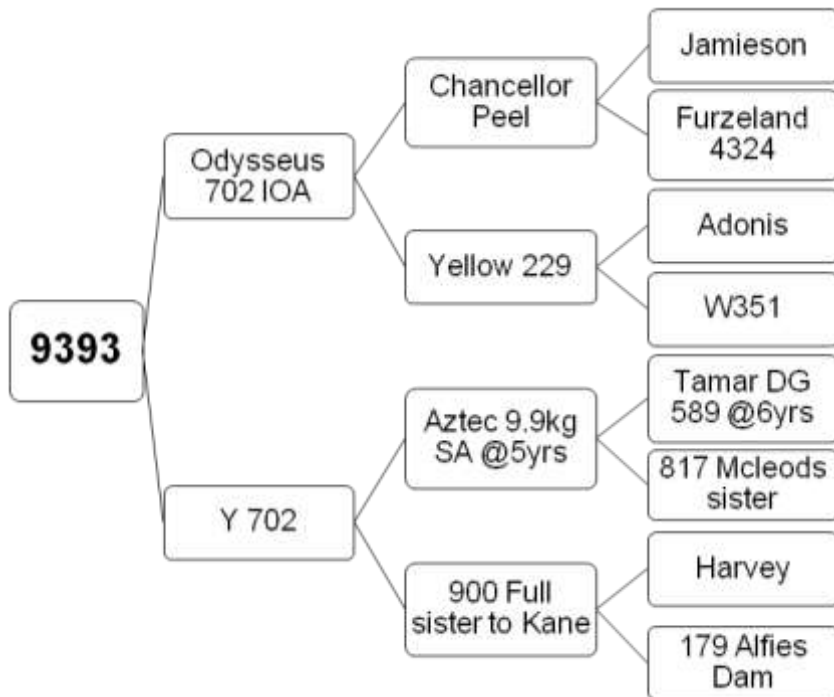 9393
Odysseus
702 IOA
Y 702
Chancellor
Peel
Yellow 229
Aztec 9.9kg
SA @5yrs
900 Full
sister to Kane
Jamieson
Furzeland
4324
Adonis
W351
Tamar DG
589 @6yrs
817 Mcleods
sister
Harvey
179 Alfies
Dam